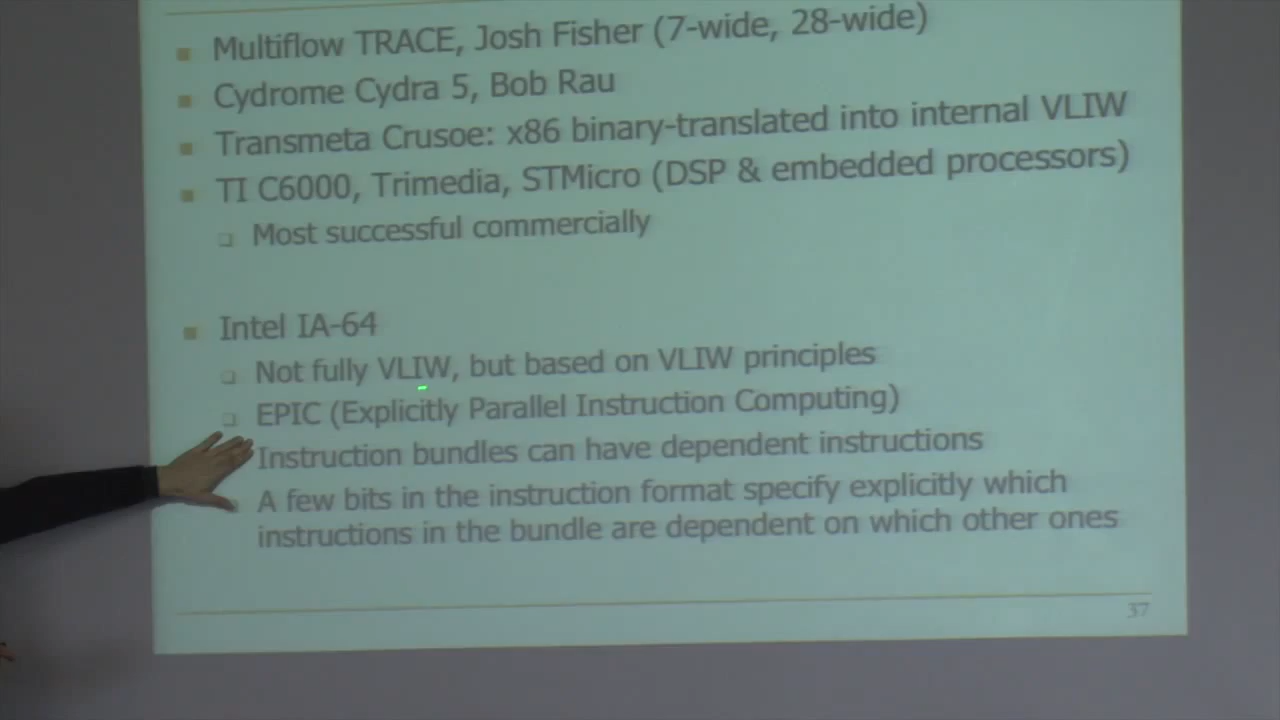 Multiflow TRACE, Josh Fisher (7-wide, 28-wide)
Cydrome Cydra 5, Bob Rau
Transmeta Crusoe: x86 binary-translated into internal VLIW
TI C6000, Trimedia, STMicro (DSP & embedded processors)
Most successful commercially
Intel IA-64
Not fully VLIW, but based on VLIW principles
EPIC (Explicitly Parallel Instruction Computing)
Instruction bundles can have dependent instructions
A few bits in the instruction format specify explicitly which
instructions in the bundle are dependent on which other ones
37